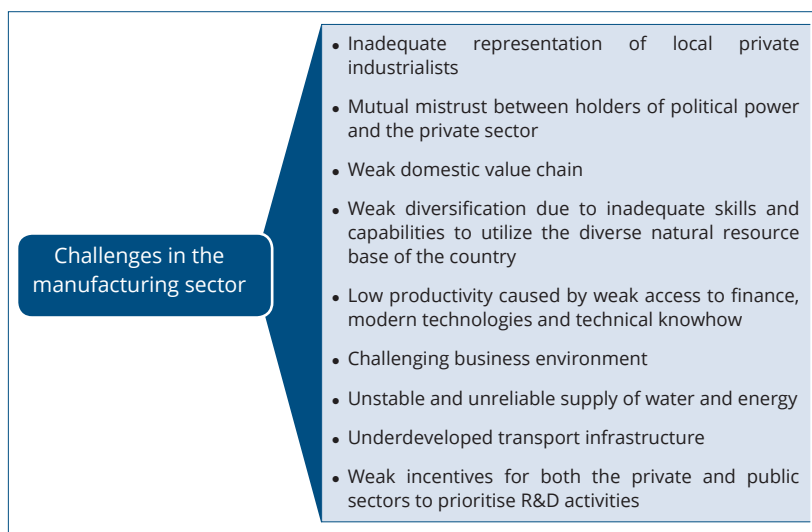 Challenges in the
manufacturing sector
• Inadequate representation of local private
industrialists
• Mutual mistrust between holders of political power
and the private sector
• Weak domestic value chain
• Weak diversification due to inadequate skills and
capabilities to utilize the diverse natural resource
base of the country
• Low productivity caused by weak access to finance,
modern technologies and technical knowhow
• Challenging business environment
• Unstable and unreliable supply of water and energy
• Underdeveloped transport infrastructure
• Weak incentives for both the private and public
sectors to prioritise R&D activities